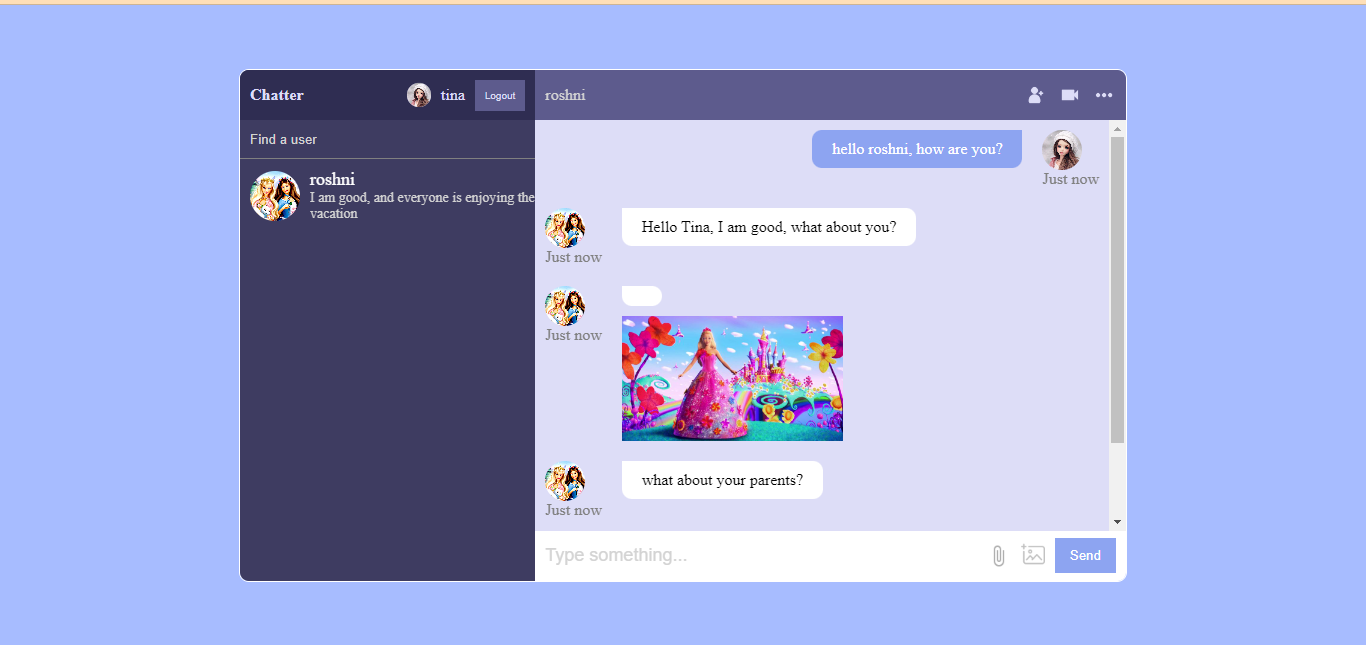 Chatter
tina
Logout
roshni
Find a user
roshni
I am good, and everyone is enjoying the
vacation
hello roshni, how are you?
Just now
Hello Tina, I am good, what about you?
Just now
Just now
what about your parents?
Just now
Type something...
Send